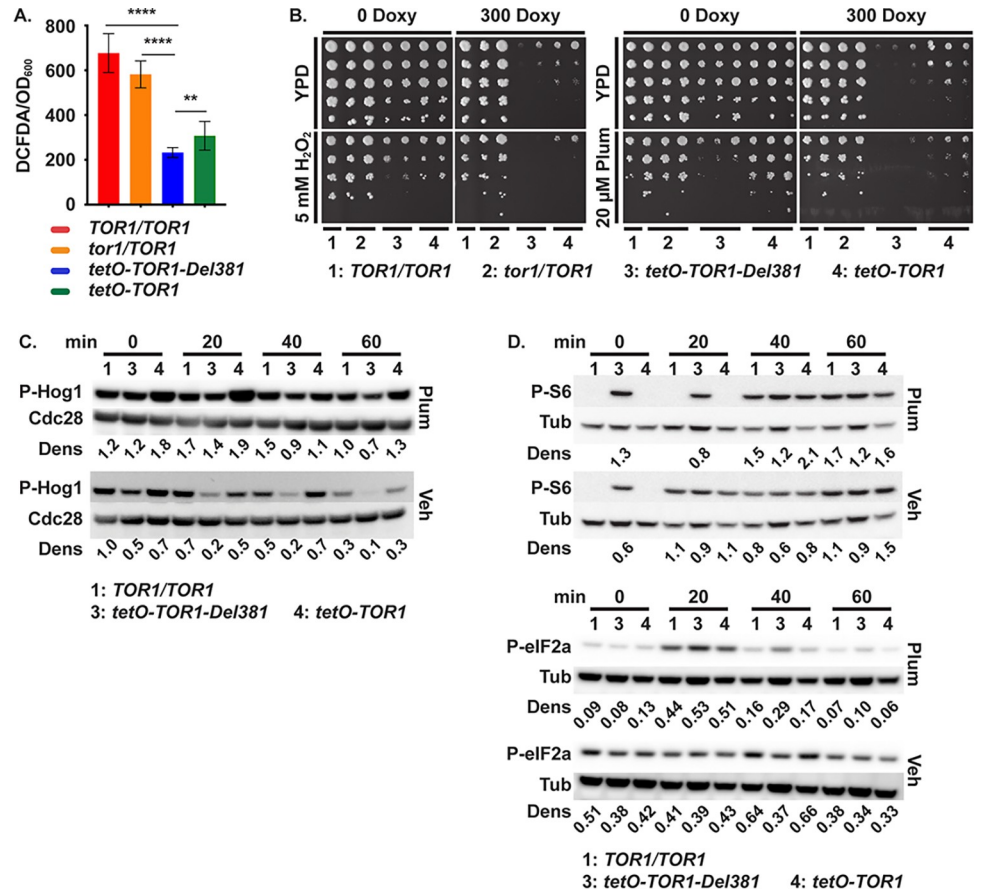 A.
800
600
400
200
0
DCFDA/OD600
****
****
**
TOR1/TOR1
tor1/TOR1
tetO-TOR1-Del381
tetO-TOR1
B.
0 Doxy 300 Doxy 0 Doxy 300 Doxy
YPD YPD
5 mM H2O2 20 µM Plum
1 2 3 4 1 2 3 4 1 2 3 4 1 2 3 4
1: TOR1/TOR1 2: tor1/TOR1 3: tetO-TOR1-Del381 4: tetO-TOR1
C.
min 0 20 40 60
1 3 4 1 3 4 1 3 4 1 3 4
P-Hog1
Cdc28
Plum
Dens 1.2 1.2 1.8 1.7 1.4 1.9 1.5 0.9 1.1 1.0 0.7 1.3
P-Hog1
Cdc28
Veh
Dens 1.0 0.5 0.7 0.7 0.2 0.5 0.5 0.2 0.7 0.3 0.1 0.3
1: TOR1/TOR1
3: tetO-TOR1-Del381 4: tetO-TOR1
D.
min 0 20 40 60
1 3 4 1 3 4 1 3 4 1 3 4
P-S6
Tub
Plum
Dens 1.3 0.8 1.5 1.2 2.1 1.7 1.2 1.6
P-S6
Tub
Veh
Dens 0.6 1.1 0.9 1.1 0.8 0.6 0.8 1.1 0.9 1.5
min 0 20 40 60
1 3 4 1 3 4 1 3 4 1 3 4
P-eIF2a
Tub
Plum
Dens 0.09 0.08 0.13 0.44 0.53 0.51 0.16 0.29 0.17 0.07 0.10 0.06
P-eIF2a
Tub
Veh
Dens 0.51 0.38 0.42 0.41 0.39 0.43 0.64 0.37 0.66 0.38 0.34 0.33
1: TOR1/TOR1
3: tetO-TOR1-Del381 4: tetO-TOR1